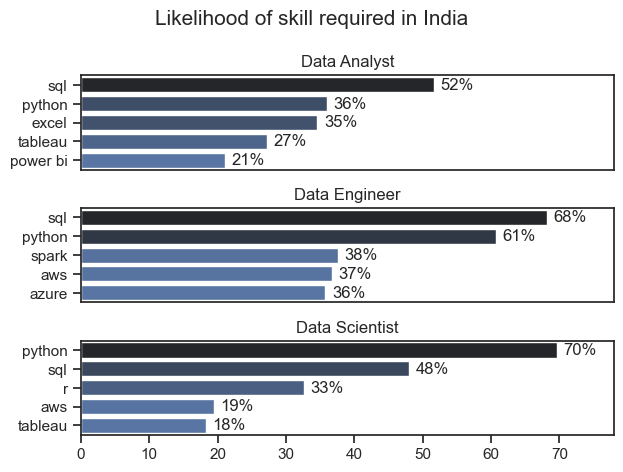 Likelihood of skill required in India
Data Analyst
sql 52%
python 36%
excel 35%
tableau 27%
power bi 21%
Data Engineer
sql 68%
python 61%
spark 38%
aws 37%
azure 36%
Data Scientist
python 70%
sql 48%
r 33%
aws 19%
tableau 18%
0 10 20 30 40 50 60 70